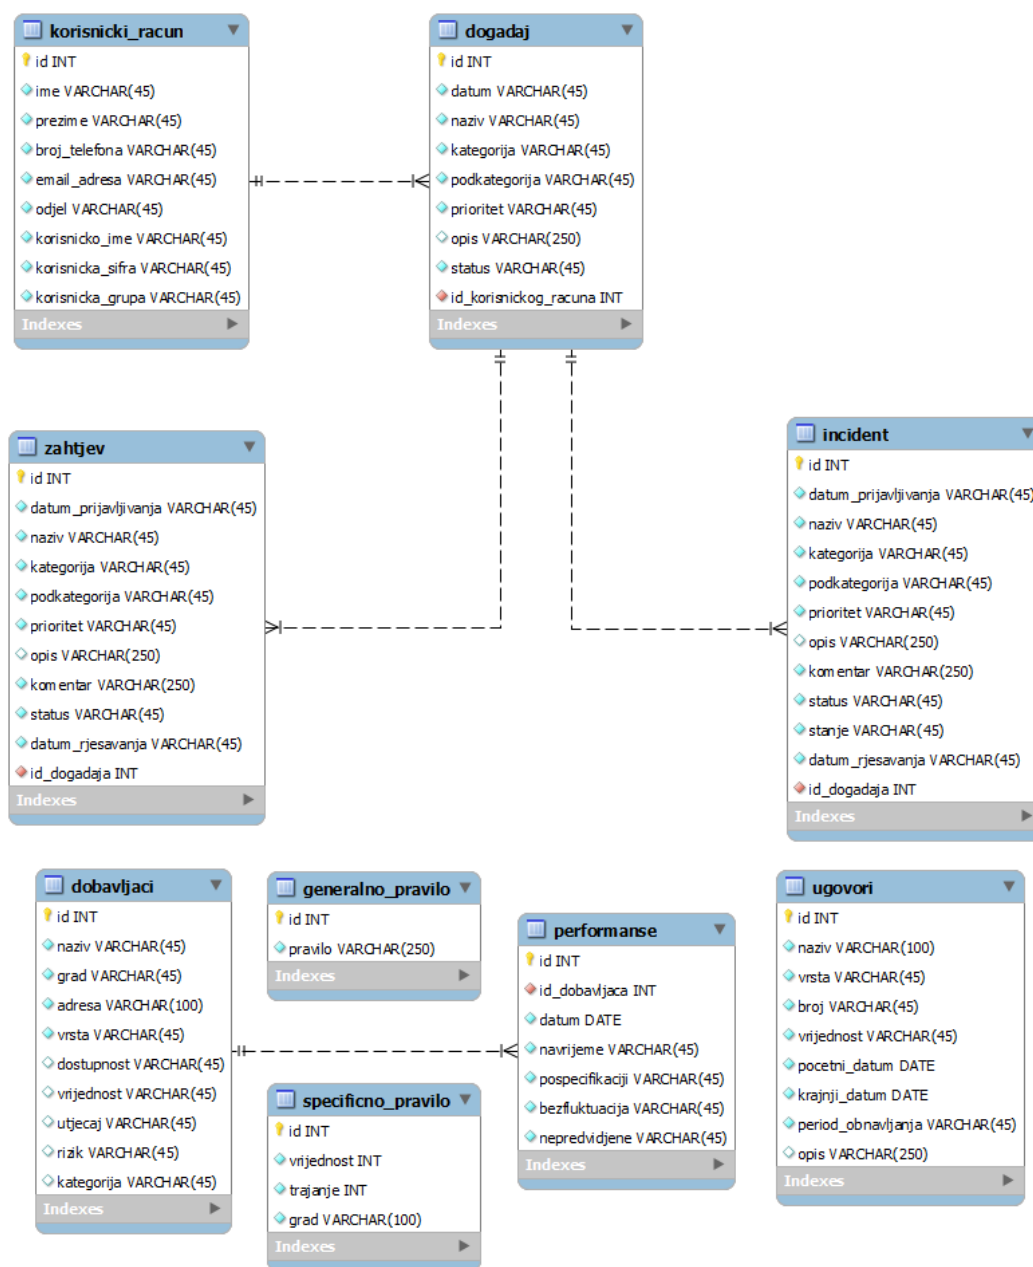 korisnicki_racun
id INT
ime VARCHAR(45)
prezime VARCHAR(45)
broj_telefona VARCHAR(45)
email_adresa VARCHAR(45)
odjel VARCHAR(45)
korisnicko_ime VARCHAR(45)
korisnicka_sifra VARCHAR(45)
korisnicka_grupa VARCHAR(45)
Indexes
događaj
id INT
datum VARCHAR(45)
naziv VARCHAR(45)
kategorija VARCHAR(45)
podkategorija VARCHAR(45)
prioritet VARCHAR(45)
opis VARCHAR(250)
status VARCHAR(45)
id_korisnickog_racuna INT
Indexes
zahtjev
id INT
datum_prijavljivanja VARCHAR(45)
naziv VARCHAR(45)
kategorija VARCHAR(45)
podkategorija VARCHAR(45)
prioritet VARCHAR(45)
opis VARCHAR(250)
komentar VARCHAR(250)
status VARCHAR(45)
datum_rjesavanja VARCHAR(45)
id_dogadaja INT
Indexes
incident
id INT
datum_prijavljivanja VARCHAR(45)
naziv VARCHAR(45)
kategorija VARCHAR(45)
podkategorija VARCHAR(45)
prioritet VARCHAR(45)
opis VARCHAR(250)
komentar VARCHAR(250)
status VARCHAR(45)
stanje VARCHAR(45)
datum_rjesavanja VARCHAR(45)
id_dogadaja INT
Indexes
dobavljaci
id INT
naziv VARCHAR(45)
grad VARCHAR(45)
adresa VARCHAR(100)
vrsta VARCHAR(45)
dostupnost VARCHAR(45)
vrijednost VARCHAR(45)
utjecaj VARCHAR(45)
rizik VARCHAR(45)
kategorija VARCHAR(45)
Indexes
generalno_pravilo
id INT
pravilo VARCHAR(250)
Indexes
specificno_pravilo
id INT
vrijednost INT
trajanje INT
grad VARCHAR(100)
Indexes
performanse
id INT
id_dobavljaca INT
datum DATE
navrijeme VARCHAR(45)
pospecifikaciji VARCHAR(45)
bezfluktuacija VARCHAR(45)
nepredvidjene VARCHAR(45)
Indexes
ugovori
id INT
naziv VARCHAR(100)
vrsta VARCHAR(45)
broj VARCHAR(45)
vrijednost VARCHAR(45)
pocetni_datum DATE
krajnji_datum DATE
period_obnavljanja VARCHAR(45)
opis VARCHAR(250)
Indexes